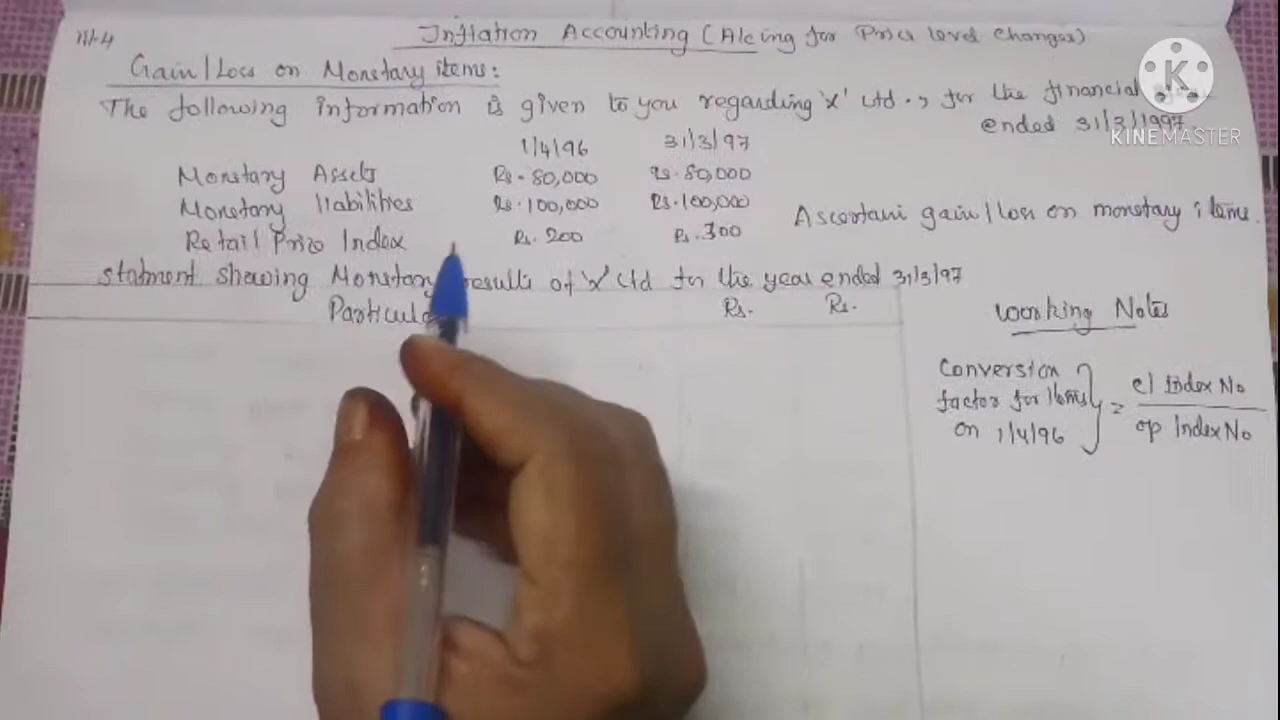 Ill-4
Inflation Accounting (A/cing for Price level Changes)
Gain/Loss on Monetary items:
The following information is given to you regarding 'X' Ltd., for the financial
ended 31/3/1997
K
KINEMASTER
1/4/96 31/3/97
Monetary Assets Rs. 80,000 Rs. 80,000
Monetary liabilities Rs. 100,000 Rs. 100,000
Ascertain gain/loss on monetary items.
Retail Price Index Rs. 200 Rs. 300
statment showing Monetary results of 'X' Ltd for the year ended 31/3/97
Rs. Rs.
Working Notes
Conversion
factor for items
on 1/4/96
= cl Index No
op Index No